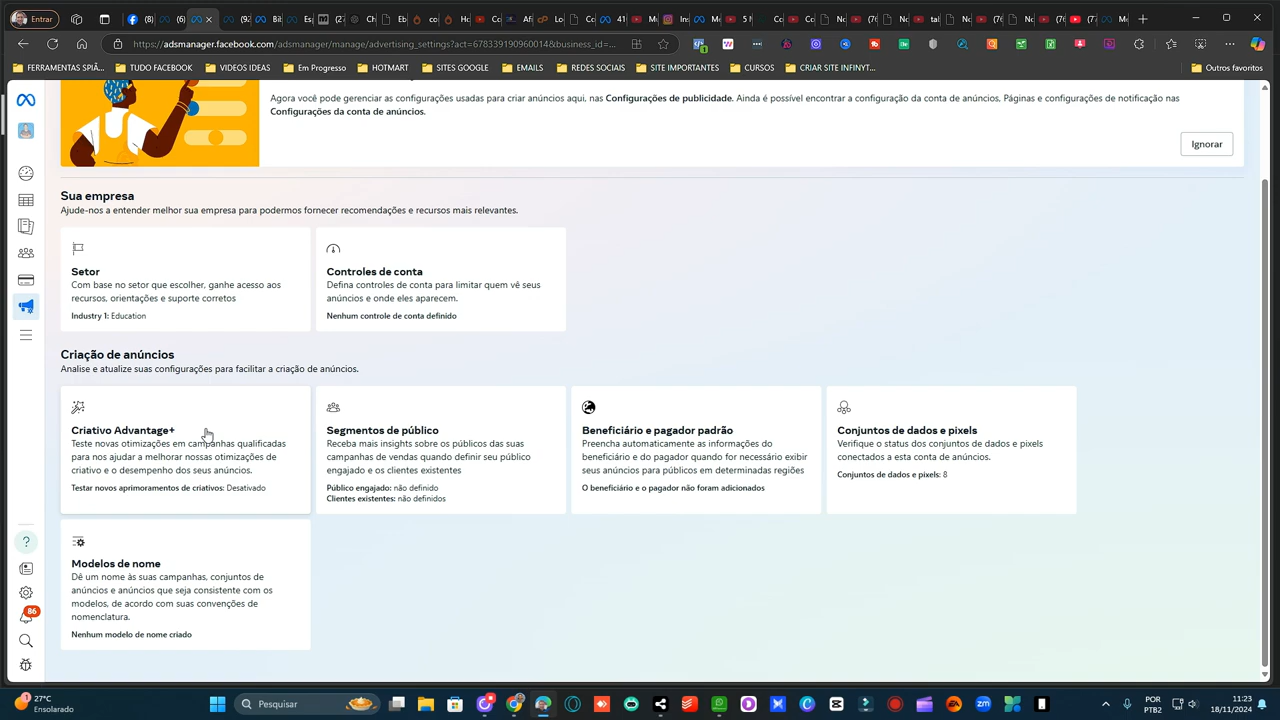 Entrar
https://adsmanager.facebook.com/adsmanager/manage/advertising_settings?act=678339190960014&business_id=...
FERRAMENTAS SPIÃ...
TUDO FACEBOOK
VIDEOS IDEAS
Em Progresso
HOTMART
SITES GOOGLE
EMAILS
REDES SOCIAIS
SITE IMPORTANTES
CURSOS
CRIAR SITE INFINYT...
Outros favoritos
Agora você pode gerenciar as configurações usadas para criar anúncios aqui, nas Configurações de publicidade. Ainda é possível encontrar a configuração da conta de anúncios, Páginas e configurações de notificação nas
Configurações da conta de anúncios.
Ignorar
Sua empresa
Ajude-nos a entender melhor sua empresa para podermos fornecer recomendações e recursos mais relevantes.
Setor
Com base no setor que escolher, ganhe acesso aos
recursos, orientações e suporte corretos
Industry 1: Education
Controles de conta
Defina controles de conta para limitar quem vê seus
anúncios e onde eles aparecem.
Nenhum controle de conta definido
Criação de anúncios
Analise e atualize suas configurações para facilitar a criação de anúncios.
Criativo Advantage+
Teste novas otimizações em campanhas qualificadas
para nos ajudar a melhorar nossas otimizações de
criativo e o desempenho dos seus anúncios.
Testar novos aprimoramentos de criativos: Desativado
Segmentos de público
Receba mais insights sobre os públicos das suas
campanhas de vendas quando definir seu público
engajado e os clientes existentes
Público engajado: não definido
Clientes existentes: não definidos
Beneficiário e pagador padrão
Preencha automaticamente as informações do
beneficiário e do pagador quando for necessário exibir
seus anúncios para públicos em determinadas regiões
O beneficiário e o pagador não foram adicionados
Conjuntos de dados e pixels
Verifique o status dos conjuntos de dados e pixels
conectados a esta conta de anúncios.
Conjuntos de dados e pixels: 8
Modelos de nome
Dê um nome às suas campanhas, conjuntos de
anúncios e anúncios que seja consistente com os
modelos, de acordo com suas convenções de
nomenclatura.
Nenhum modelo de nome criado
86
27°C
Ensolarado
Pesquisar
POR
PTB2
11:23
18/11/2024